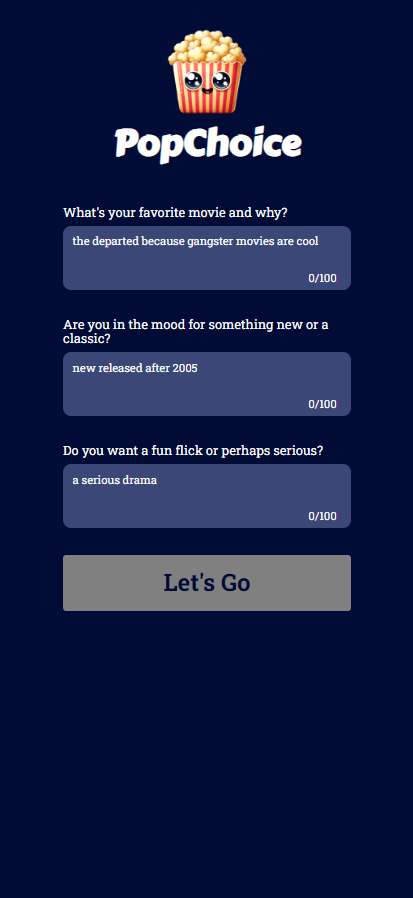 PopChoice
What's your favorite movie and why?
the departed because gangster movies are cool
0/100
Are you in the mood for something new or a
classic?
new released after 2005
0/100
Do you want a fun flick or perhaps serious?
a serious drama
0/100
Let's Go